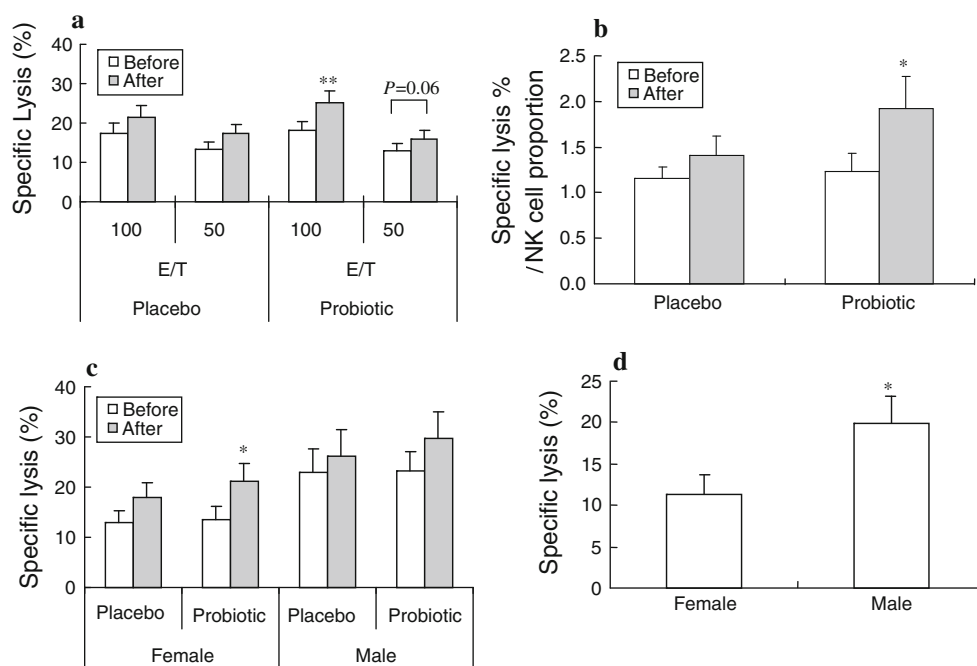 a
Specific Lysis (%)
40
30
20
10
0
Before
After
**
P=0.06
100 50 100 50
E/T E/T
Placebo Probiotic
b
Specific lysis %
/ NK cell proportion
2.5
2.0
1.5
1.0
0.5
0.0
Before
After
*
Placebo Probiotic
c
Specific lysis (%)
40
30
20
10
0
Before
After
*
Placebo Probiotic Placebo Probiotic
Female Male
d
Specific lysis (%)
25
20
15
10
5
0
*
Female Male